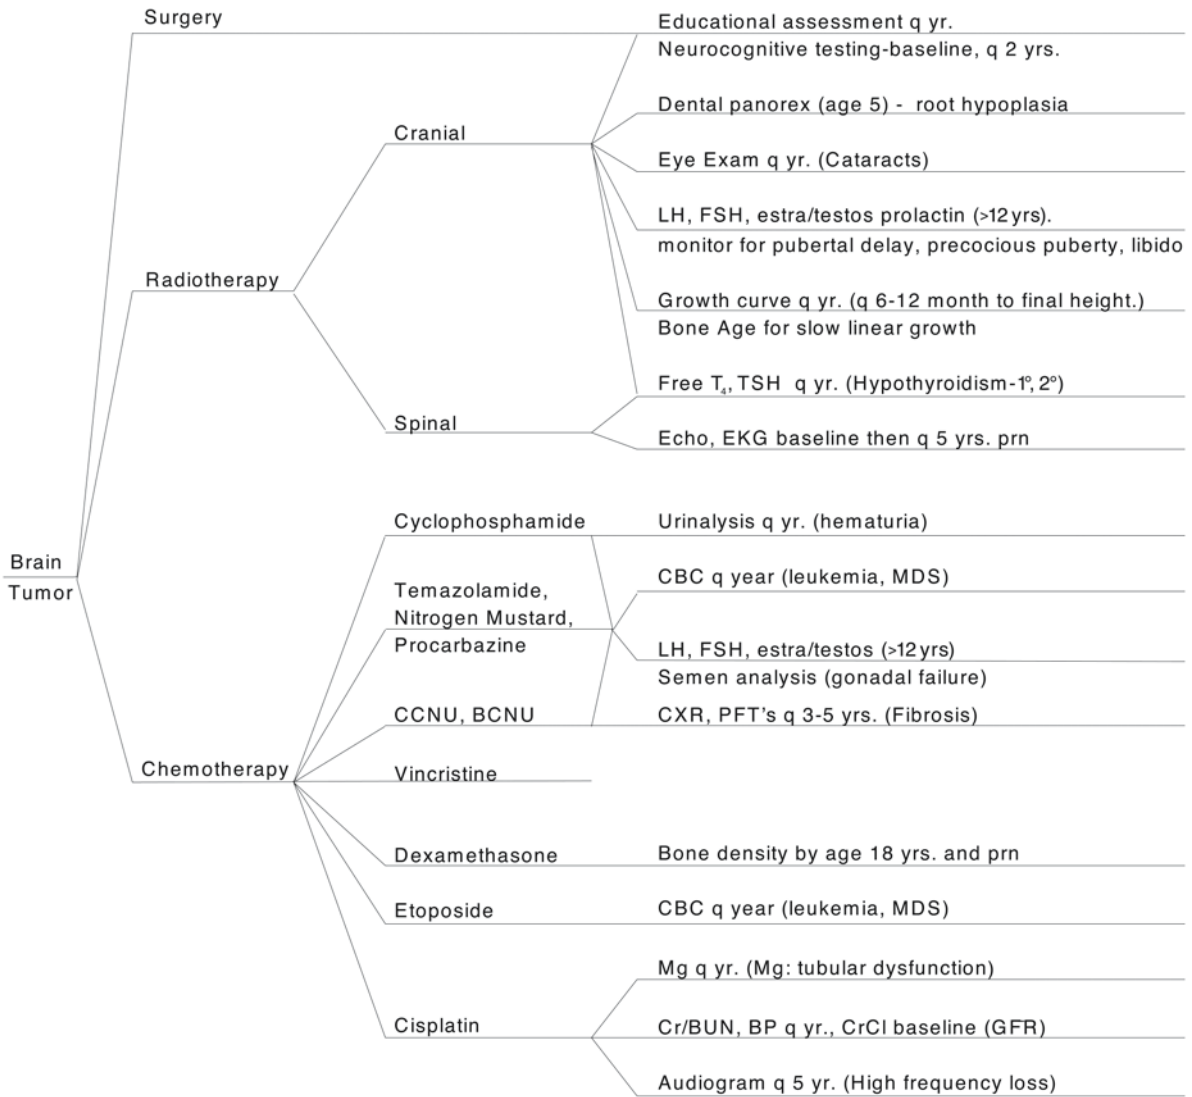 Surgery
Educational assessment q yr.
Neurocognitive testing-baseline, q 2 yrs.
Dental panorex (age 5) - root hypoplasia
Cranial
Eye Exam q yr. (Cataracts)
LH, FSH, estra/testos prolactin (>12 yrs).
monitor for pubertal delay, precocious puberty, libido
Radiotherapy
Growth curve q yr. (q 6-12 month to final height.)
Bone Age for slow linear growth
Free T4, TSH q yr. (Hypothyroidism-1°, 2°)
Spinal
Echo, EKG baseline then q 5 yrs. prn
Brain
Tumor
Cyclophosphamide
Urinalysis q yr. (hematuria)
CBC q year (leukemia, MDS)
Temazolamide,
Nitrogen Mustard,
Procarbazine
LH, FSH, estra/testos (>12 yrs)
Semen analysis (gonadal failure)
CCNU, BCNU
CXR, PFT's q 3-5 yrs. (Fibrosis)
Chemotherapy
Vincristine
Dexamethasone
Bone density by age 18 yrs. and prn
Etoposide
CBC q year (leukemia, MDS)
Mg q yr. (Mg: tubular dysfunction)
Cisplatin
Cr/BUN, BP q yr., CrCl baseline (GFR)
Audiogram q 5 yr. (High frequency loss)